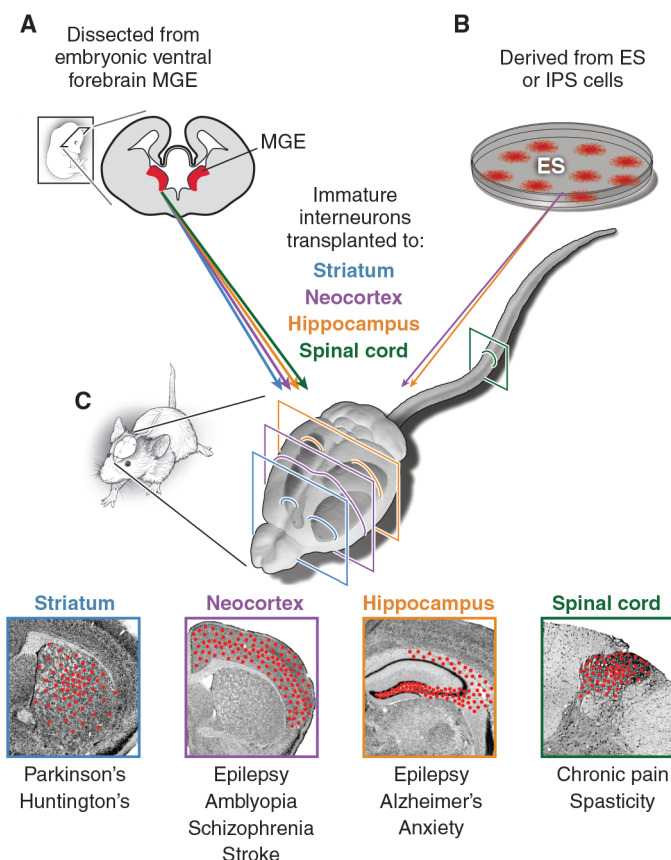 A
Dissected from
embryonic ventral
forebrain MGE
MGE
B
Derived from ES
or IPS cells
ES
Immature
interneurons
transplanted to:
Striatum
Neocortex
Hippocampus
Spinal cord
C
Striatum
Parkinson's
Huntington's
Neocortex
Epilepsy
Amblyopia
Schizophrenia
Stroke
Hippocampus
Epilepsy
Alzheimer's
Anxiety
Spinal cord
Chronic pain
Spasticity